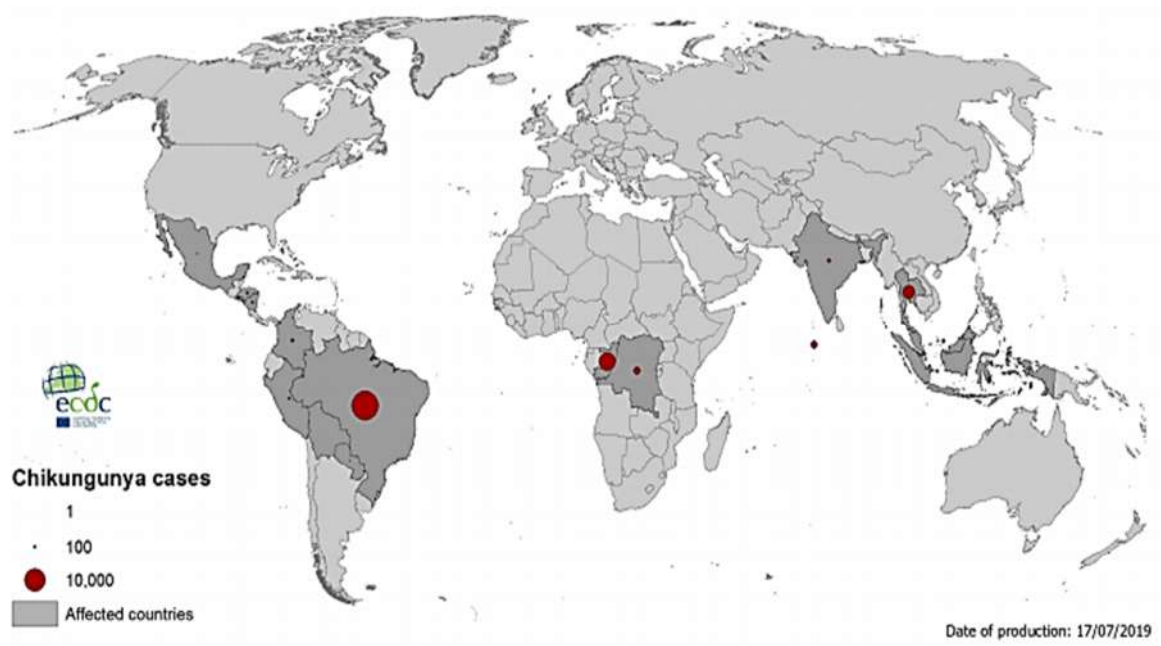 ecdc
Chikungunya cases
1
100
10,000
Affected countries
Date of production: 17/07/2019